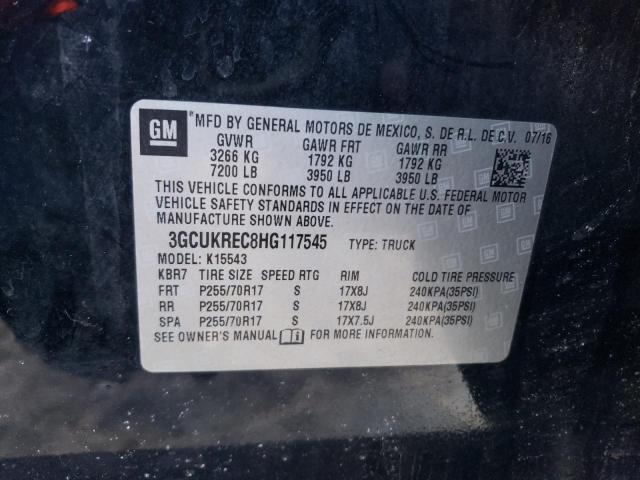 GM
*MFD BY GENERAL MOTORS DE MEXICO, S. DE R.L. DE C.V. 07/16
GVWR GAWR FRT GAWR RR
3266 KG 1792 KG 1792 KG
7200 LB 3950 LB 3950 LB
THIS VEHICLE CONFORMS TO ALL APPLICABLE U.S. FEDERAL MOTOR
VEHICLE SAFETY STANDARDS IN EFFECT ON THE DATE OF
MANUFACTURE SHOWN ABOVE.
3GCUKREC8HG117545 TYPE: TRUCK
MODEL: K15543
KBR7 TIRE SIZE SPEED RTG RIM COLD TIRE PRESSURE
FRT P255/70R17 S 17X8J 240KPA(35PSI)
RR P255/70R17 S 17X8J 240KPA(35PSI)
SPA P255/70R17 S 17X7.5J 240KPA(35PSI)
SEE OWNER'S MANUAL FOR MORE INFORMATION.